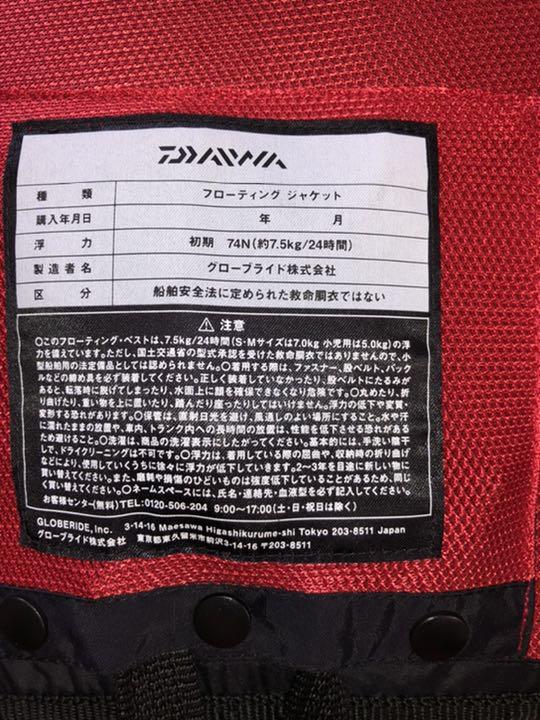 DAIWA
種 類 フローティング ジャケット
購入年月日 年 月
浮 力 初期 74N(約7.5kg/24時間)
製造者名 グローブライド株式会社
区 分 船舶安全法に定められた救命胴衣ではない
⚠ 注意
○このフローティング・ベストは、7.5kg/24時間(S・Mサイズは7.0kg 小児用は5.0kg)の浮
力を備えています。ただし、国土交通省の型式承認を受けた救命胴衣ではありませんので、小
型船舶用の法定備品としては認められません。○着用する際は、ファスナー、股ベルト、バック
ルなどの締め具を必ず装着してください。正しく装着していなかったり、股ベルトにたるみが
あると、転落時に脱げてしまったり、水面上に顔を確保できなくなり危険です。○丸めたり、折
り曲げたり、重い物を上に置いたり、踏んだり座ったりしてはいけません。浮力の低下や変質・
変形する恐れがあります。○保管は、直射日光を避け、風通しのよい場所にすること。水や汗
に濡れたままの放置や、車内、トランク内への長時間の放置は、性能を低下させる恐れがある
ため避けること。○洗濯は、商品の洗濯表示にしたがってください。基本的には、手洗い陰干
しで、ドライクリーニングは不可です。○浮力は、着用している際の屈曲や、収納時の折り曲げ
などにより、使用していくうちに徐々に浮力が低下していきます。2〜3年を目途に新しい物に
買い替えてください。また、磨耗や損傷のひどいものは強度低下していることがあるため、同じ
く買い替えてください。○ネームスペースには、氏名・連絡先・血液型を必ず記入してください。
お客様センター(無料)TEL:0120-506-204 9:00〜17:00(土・日・祝日は除く)
GLOBERIDE, Inc. 3-14-16 Maesawa Higashikurume-shi Tokyo 203-8511 Japan
グローブライド株式会社 東京都東久留米市前沢3-14-16 〒203-8511